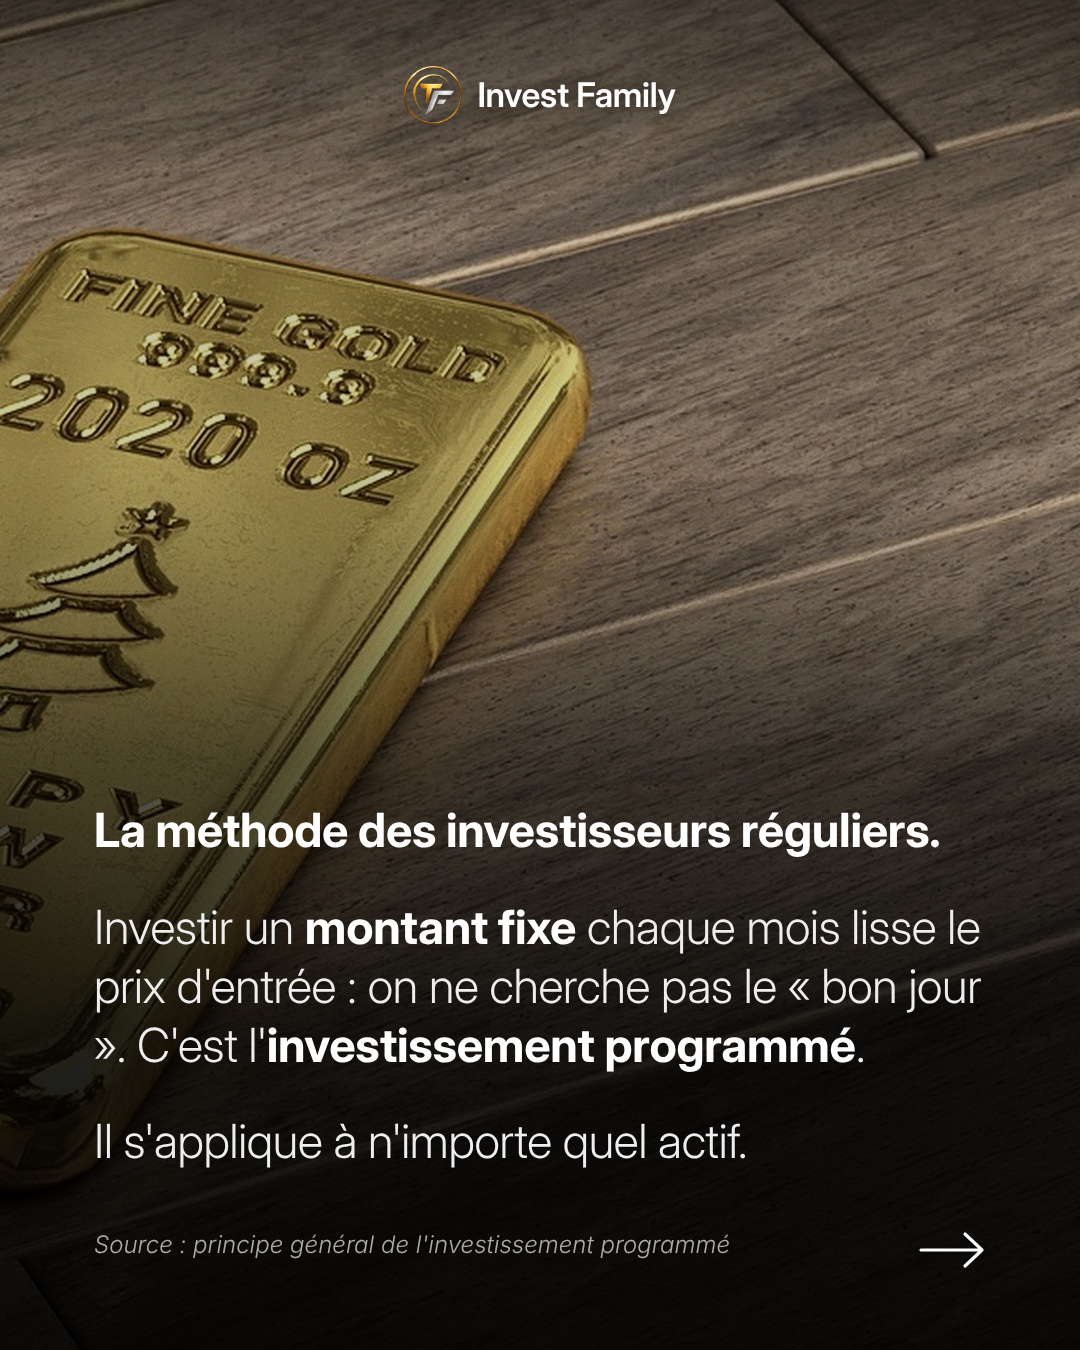 Invest Family
FINE GOLD
999.9
2020 OZ
La méthode des investisseurs réguliers.
Investir un montant fixe chaque mois lisse le
prix d'entrée : on ne cherche pas le « bon jour
». C'est l'investissement programmé.
Il s'applique à n'importe quel actif.
Source : principe général de l'investissement programmé